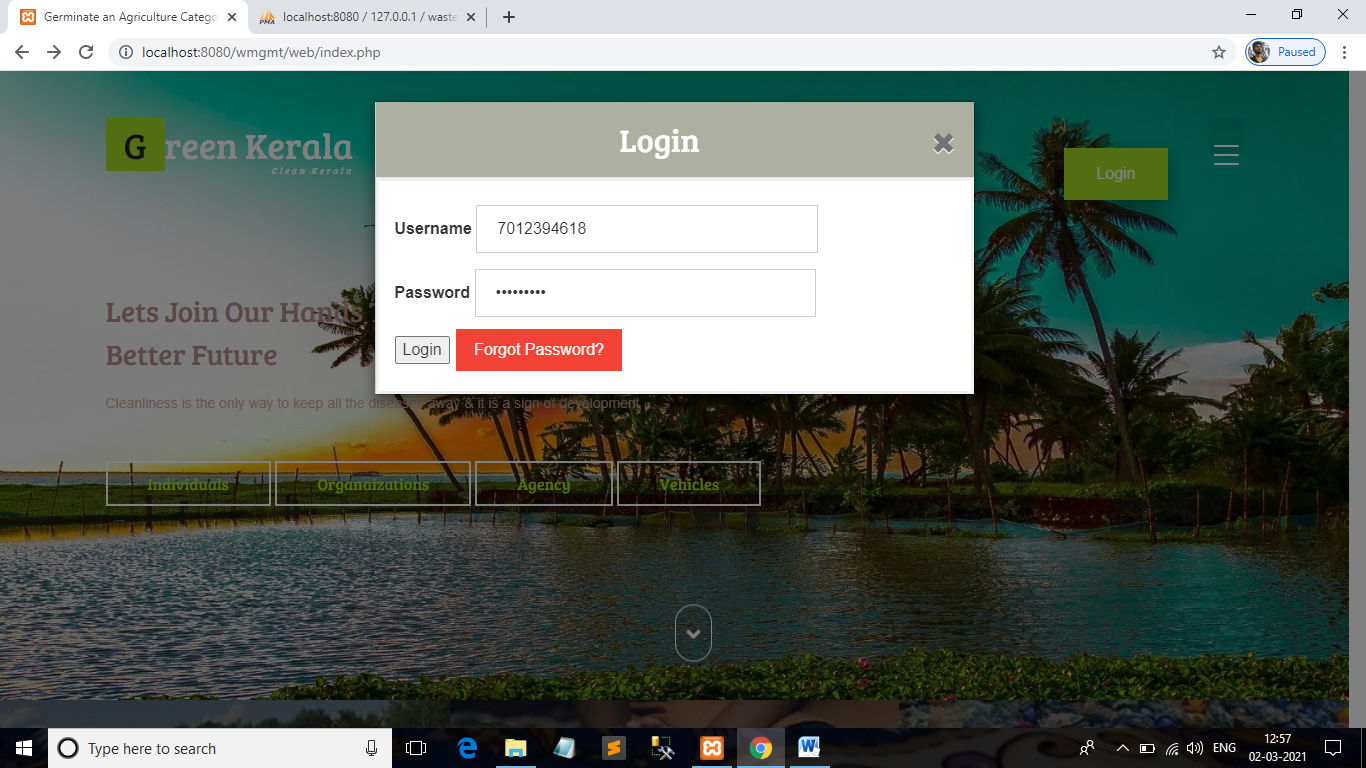 Germinate an Agriculture Catego
localhost:8080 / 127.0.0.1 / waste
localhost:8080/wmgmt/web/index.php
Paused
Green Kerala
Clean Kerala
Login
Login
Username 7012394618
Password •••••••••
Login Forgot Password?
Lets Join Our Hands
Better Future
Cleanliness is the only way to keep all the diseases away & it is a sign of development
Individuals Organaizations Agency Vehicles
Type here to search
ENG
12:57
02-03-2021